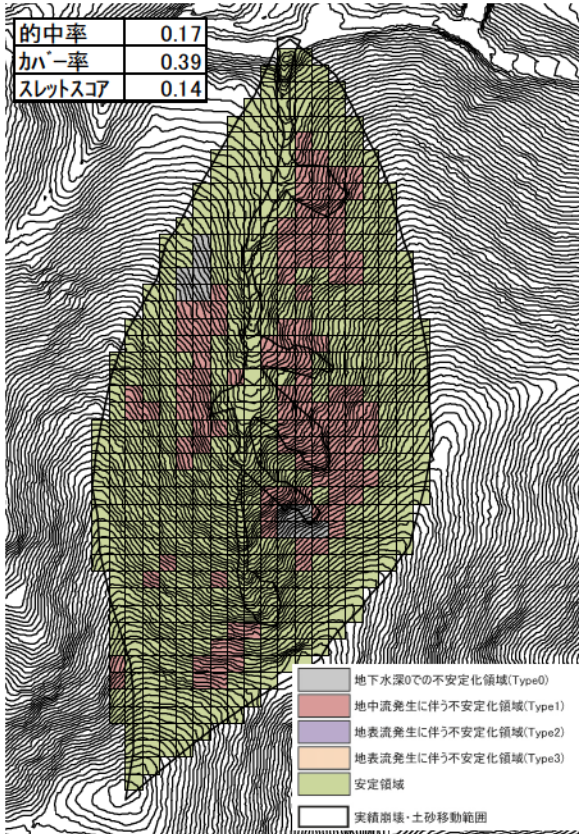 的中率 0.17
カバー率 0.39
スレットスコア 0.14
地下水深0での不安定化領域(Type0)
地中流発生に伴う不安定化領域(Type1)
地表流発生に伴う不安定化領域(Type2)
地表流発生に伴う不安定化領域(Type3)
安定領域
実績崩壊・土砂移動範囲